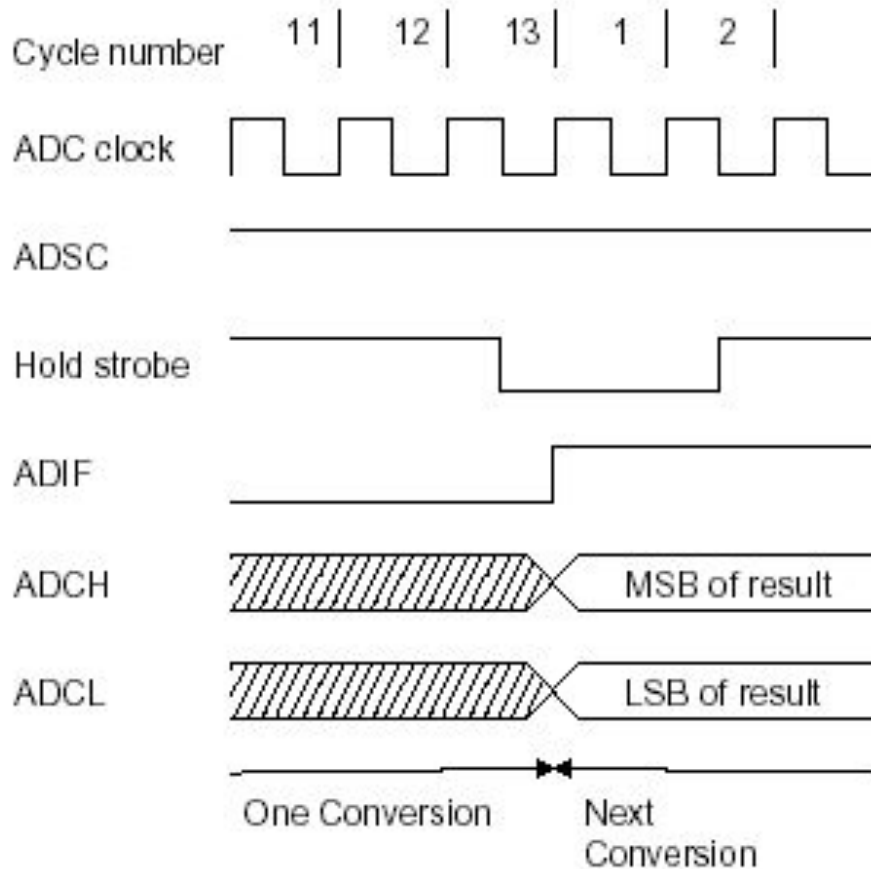 Cycle number 11 12 13 1 2
ADC clock
ADSC
Hold strobe
ADIF
ADCH MSB of result
ADCL LSB of result
One Conversion Next
Conversion